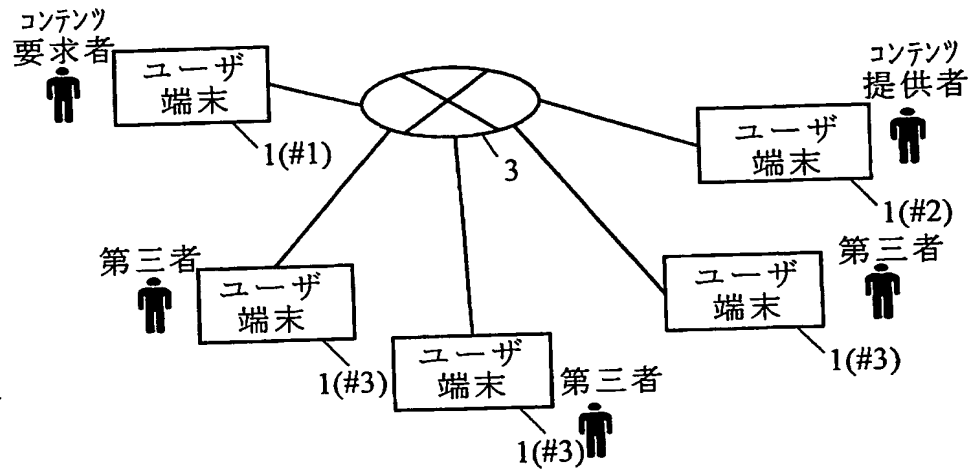 コンテンツ
要求者
ユーザ
端末
1(#1)
3
コンテンツ
提供者
ユーザ
端末
1(#2)
第三者
ユーザ
端末
1(#3)
ユーザ
端末
第三者
1(#3)
第三者
ユーザ
端末
1(#3)